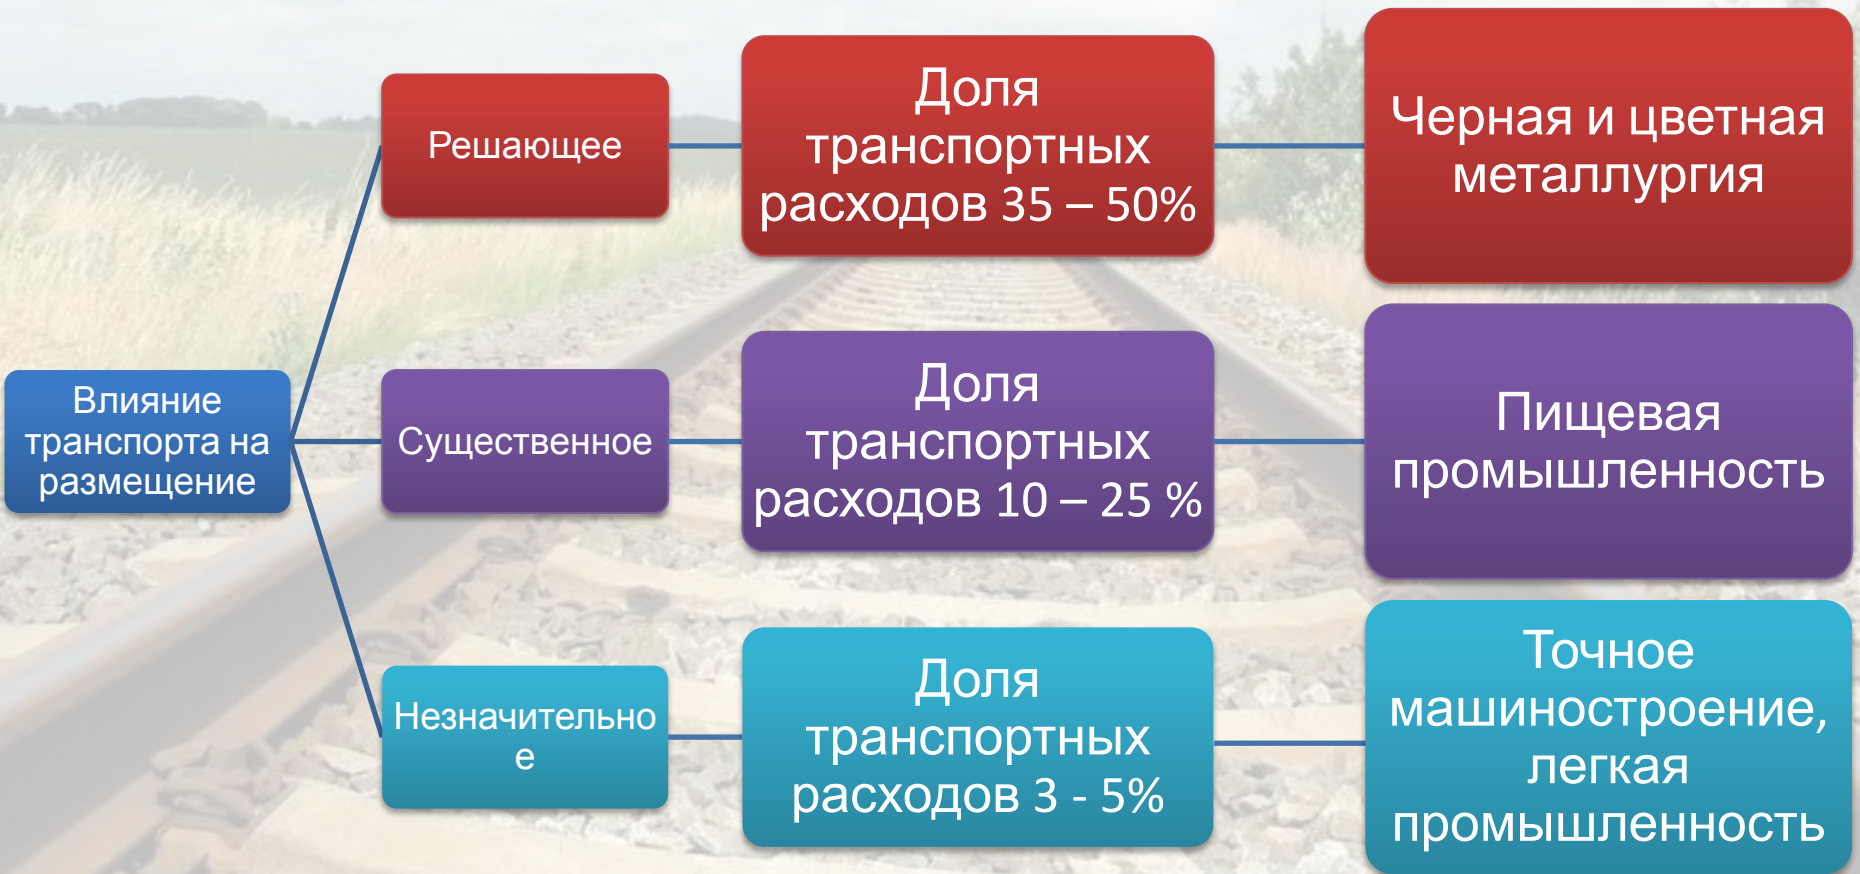 Влияние
транспорта на
размещение
Решающее
Доля
транспортных
расходов 35 – 50%
Черная и цветная
металлургия
Существенное
Доля
транспортных
расходов 10 – 25 %
Пищевая
промышленность
Незначительно
е
Доля
транспортных
расходов 3 - 5%
Точное
машиностроение,
легкая
промышленность